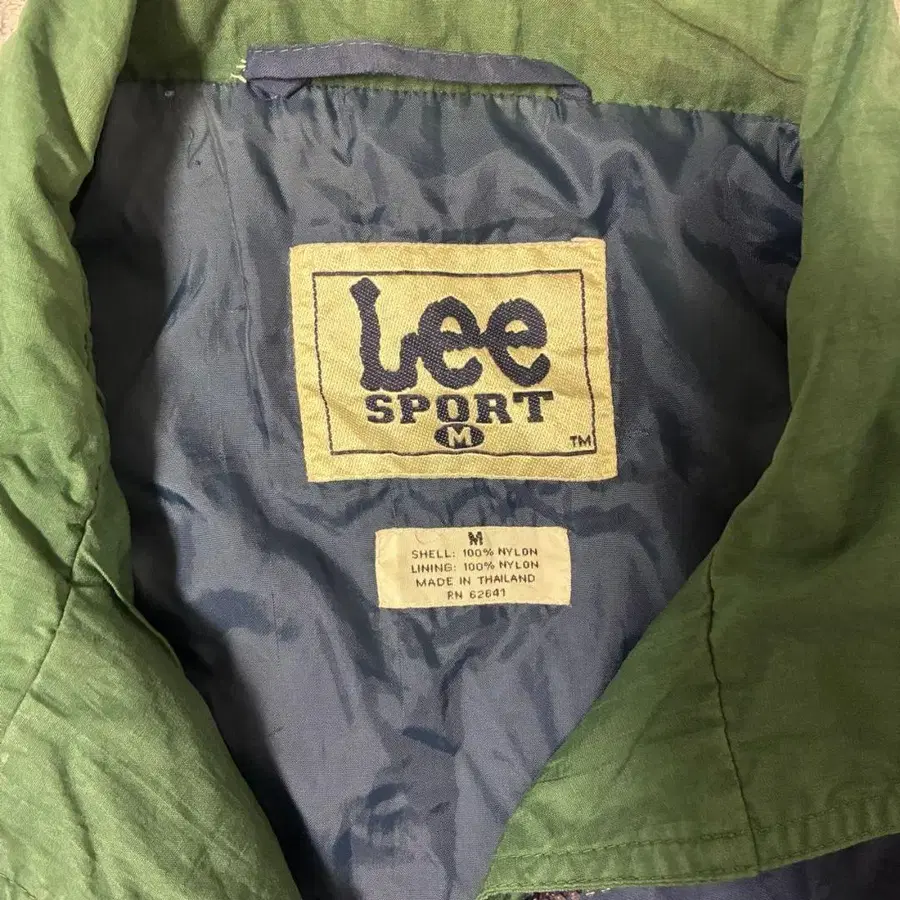 Lee
SPORT
M
TM
M
SHELL: 100% NYLON
LINING: 100% NYLON
MADE IN THAILAND
RN 62641